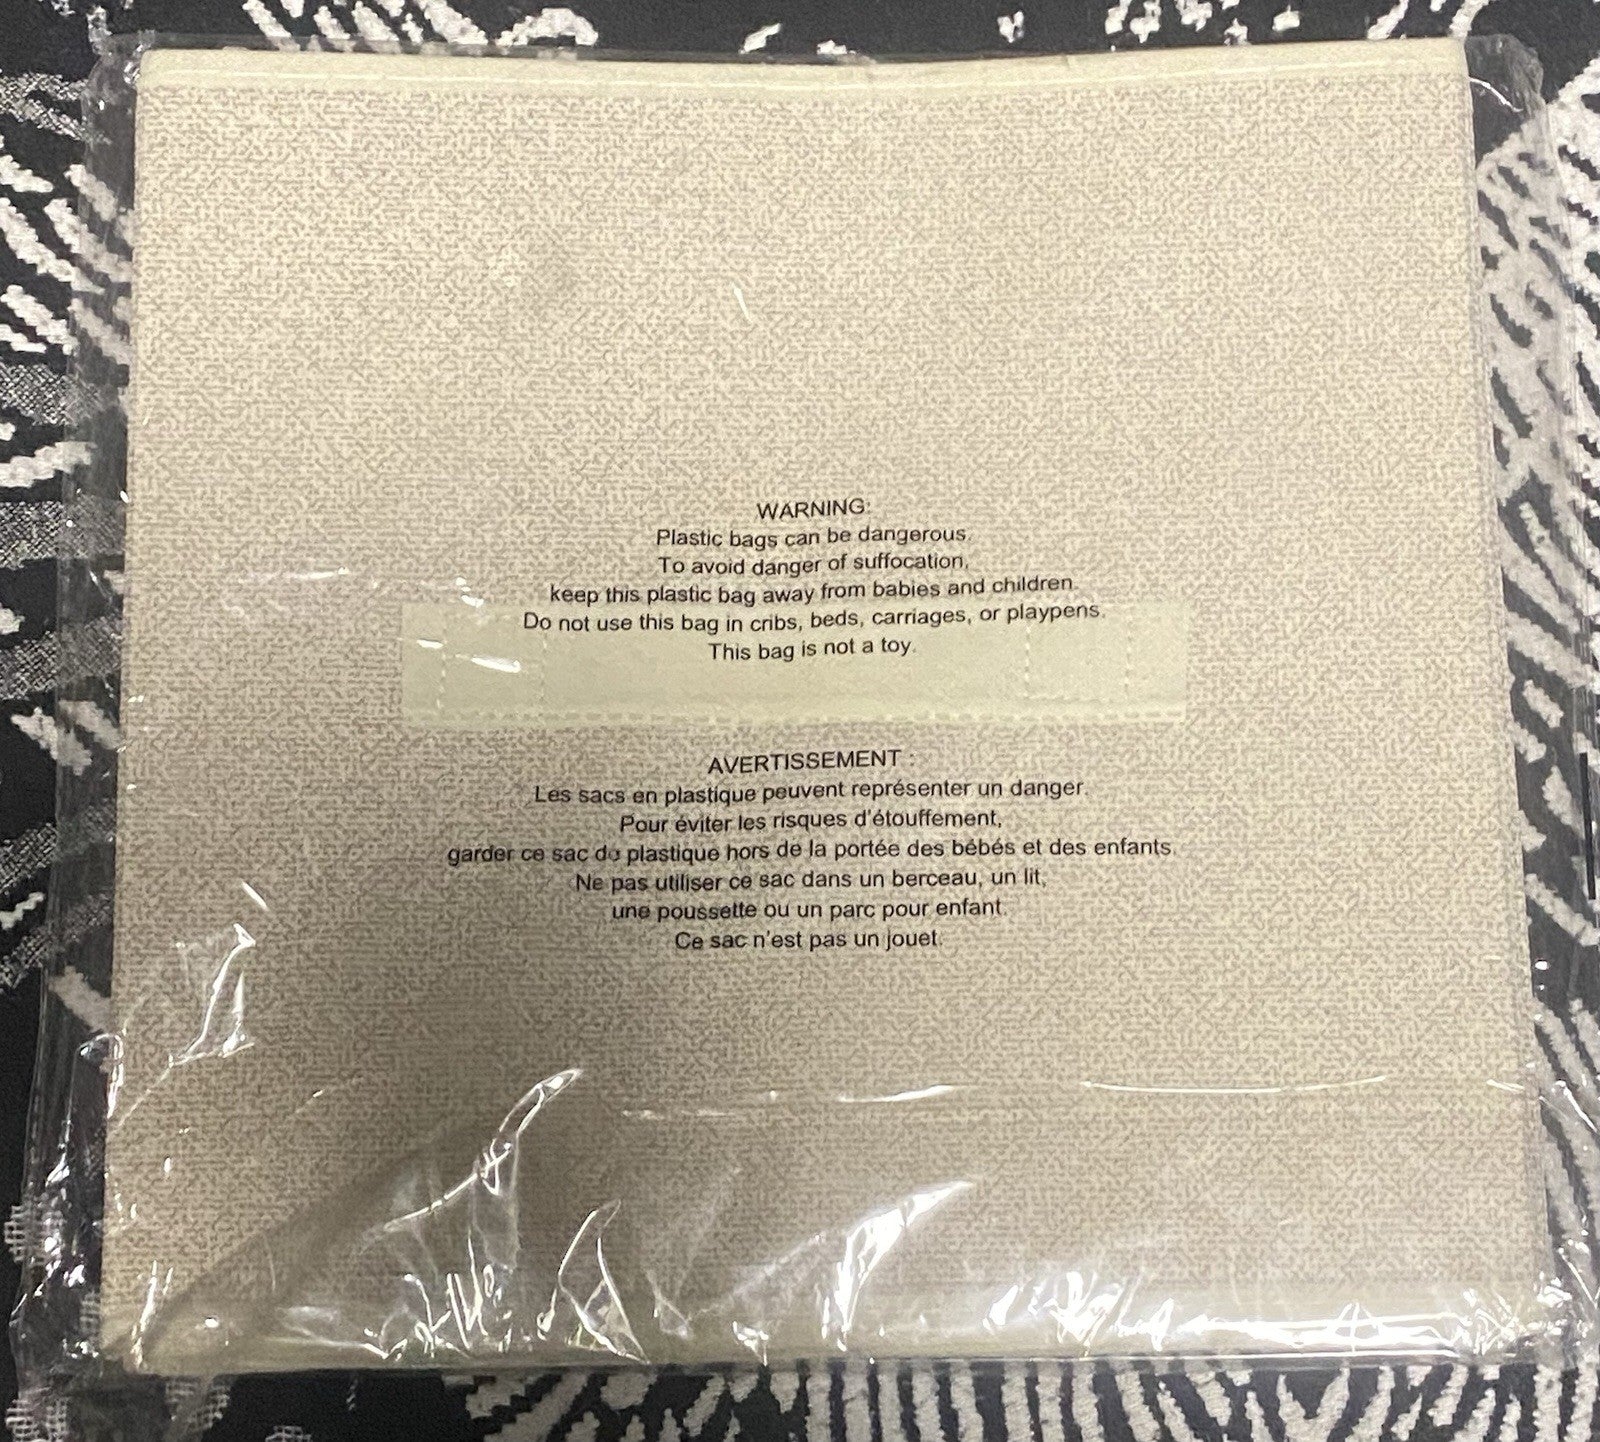 WARNING:
Plastic bags can be dangerous.
To avoid danger of suffocation,
keep this plastic bag away from babies and children.
Do not use this bag in cribs, beds, carriages, or playpens.
This bag is not a toy.
AVERTISSEMENT :
Les sacs en plastique peuvent représenter un danger.
Pour éviter les risques d'étouffement,
garder ce sac de plastique hors de la portée des bébés et des enfants.
Ne pas utiliser ce sac dans un berceau, un lit,
une poussette ou un parc pour enfant.
Ce sac n'est pas un jouet.